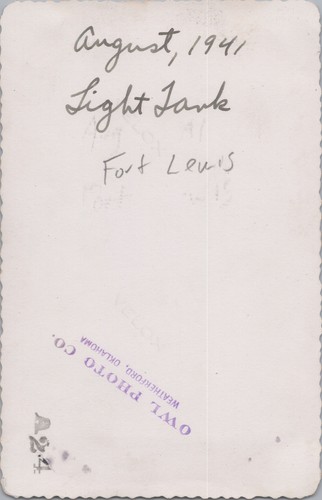 August, 1941
Light Tank
Fort Lewis
OWL PHOTO CO.
WEATHERFORD, OKLAHOMA
A24